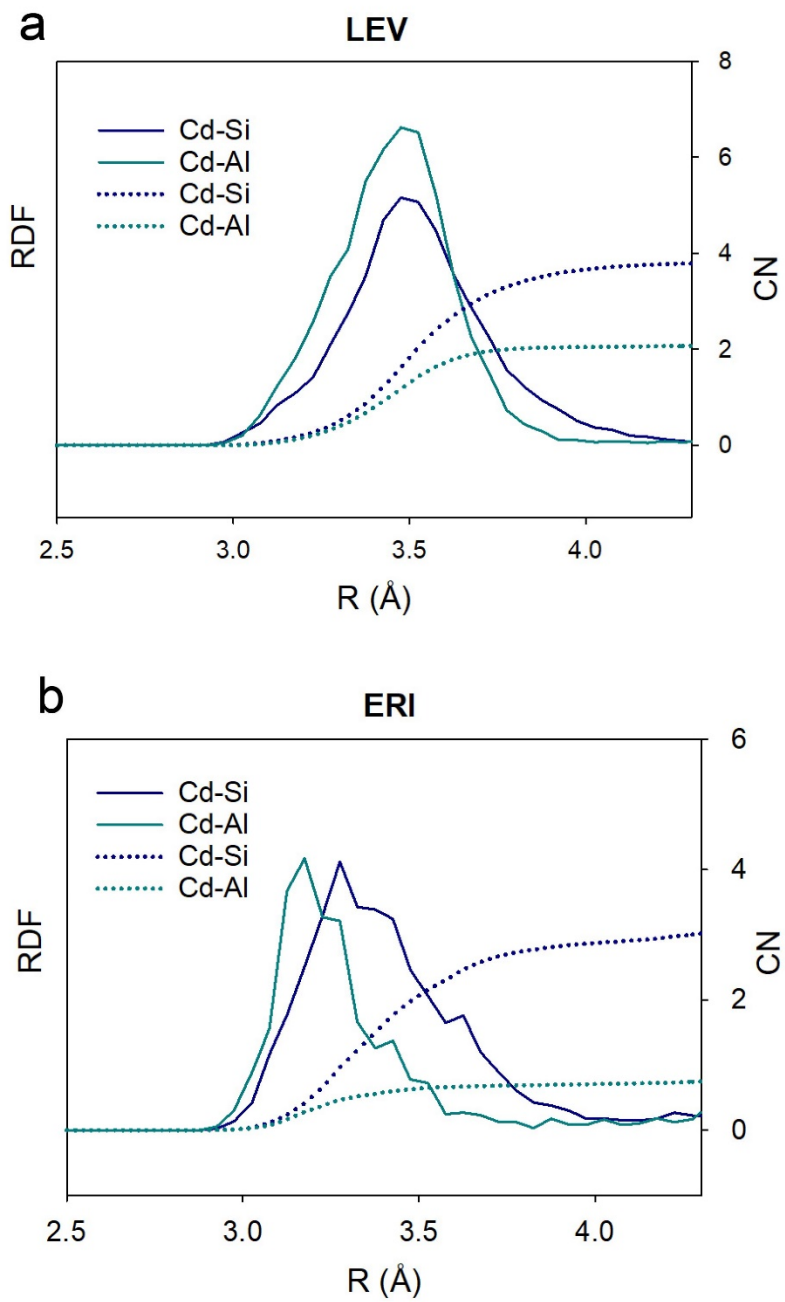 a
LEV
8
Cd-Si
Cd-Al
6
Cd-Si
Cd-Al
RDF
4
CN
2
0
2.5 3.0 3.5 4.0
R (Å)
b
ERI
6
Cd-Si
Cd-Al
Cd-Si
Cd-Al
4
RDF
CN
2
0
2.5 3.0 3.5 4.0
R (Å)